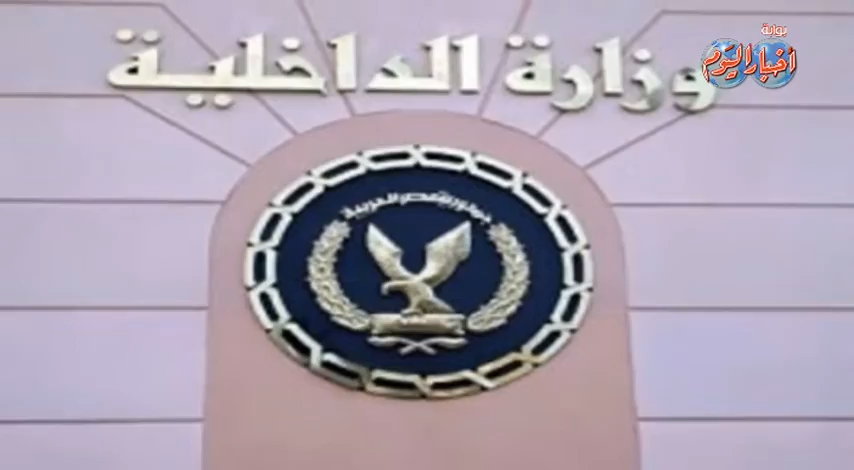 بوابة
أخبار اليوم
وزارة الداخلية
جمهورية مصر العربية